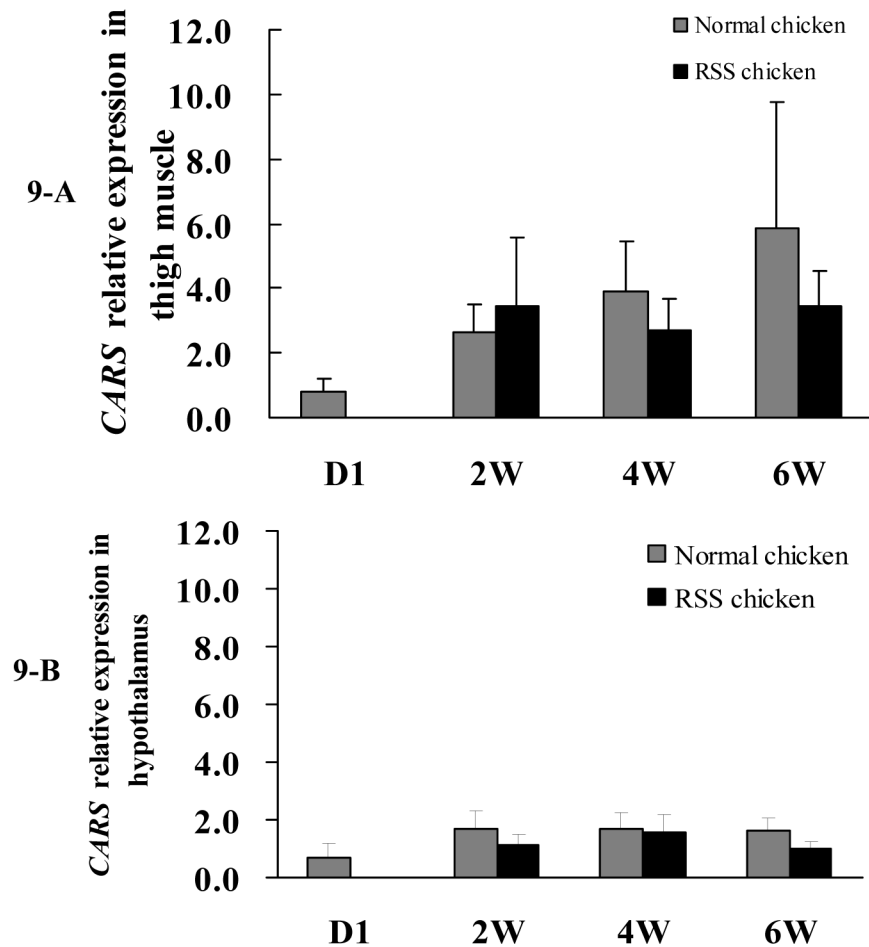 9-A
CARS relative expression in
thigh muscle
12.0
10.0
8.0
6.0
4.0
2.0
0.0
Normal chicken
RSS chicken
D1 2W 4W 6W
9-B
CARS relative expression in
hypothalamus
12.0
10.0
8.0
6.0
4.0
2.0
0.0
Normal chicken
RSS chicken
D1 2W 4W 6W